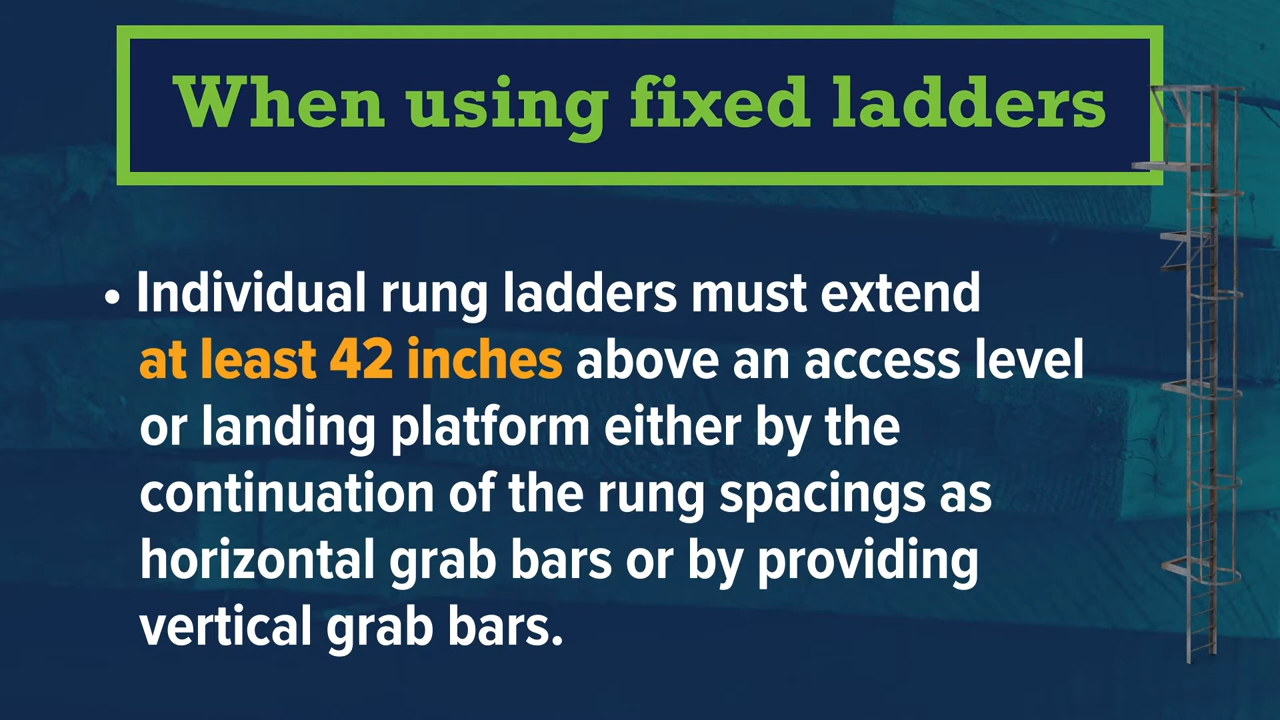 When using fixed ladders
• Individual rung ladders must extend
at least 42 inches above an access level
or landing platform either by the
continuation of the rung spacings as
horizontal grab bars or by providing
vertical grab bars.